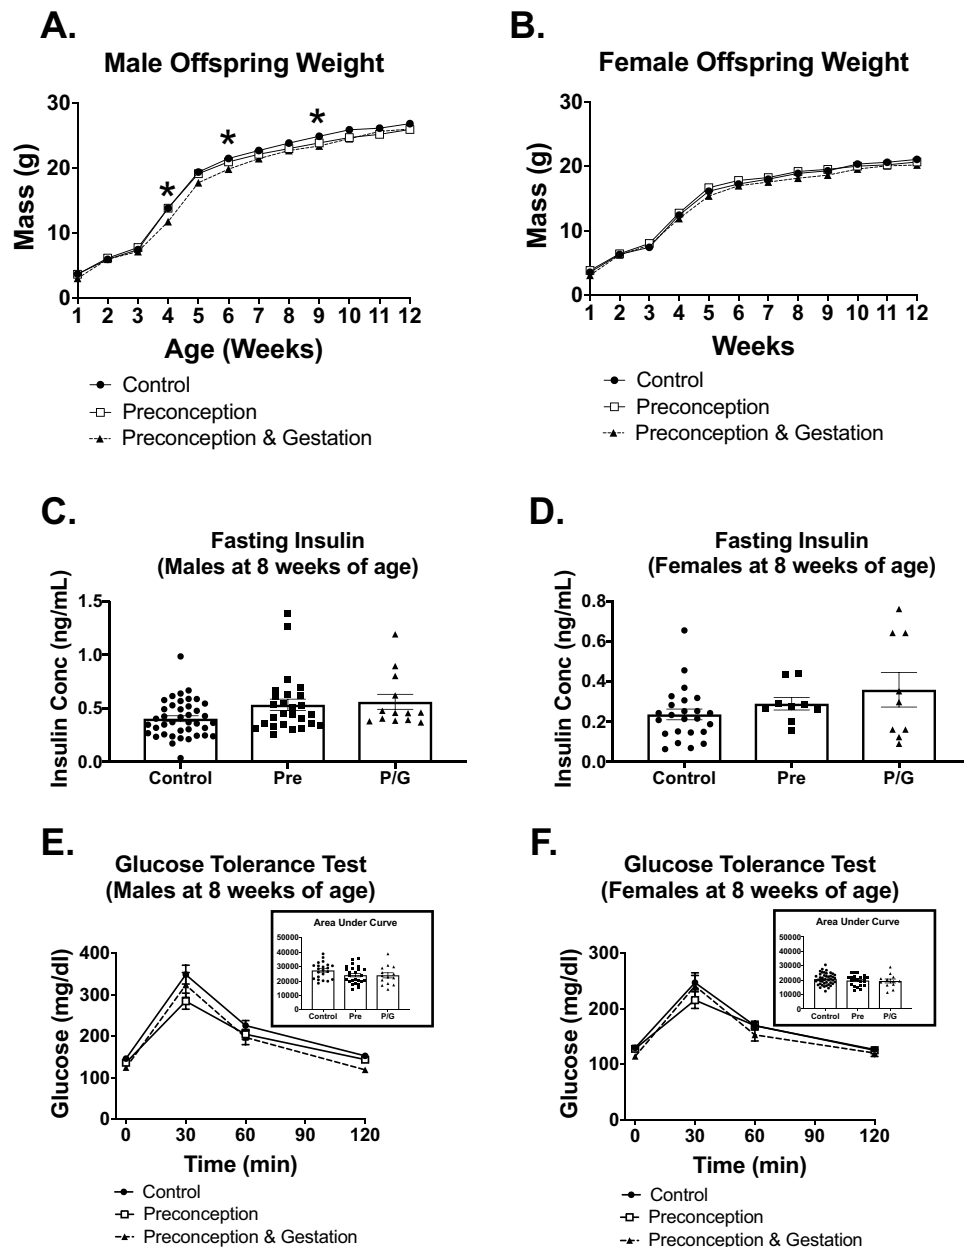 A.
Male Offspring Weight
30
20
10
0
Mass (g)
*
*
*
1 2 3 4 5 6 7 8 9 10 11 12
Age (Weeks)
Control
Preconception
Preconception & Gestation
B.
Female Offspring Weight
30
20
10
0
Mass (g)
1 2 3 4 5 6 7 8 9 10 11 12
Weeks
Control
Preconception
Preconception & Gestation
C.
Fasting Insulin
(Males at 8 weeks of age)
Insulin Conc (ng/mL)
1.5
1.0
0.5
0.0
Control Pre P/G
D.
Fasting Insulin
(Females at 8 weeks of age)
Insulin Conc (ng/mL)
0.8
0.6
0.4
0.2
0.0
Control Pre P/G
E.
Glucose Tolerance Test
(Males at 8 weeks of age)
Glucose (mg/dl)
400
300
200
100
0
0 30 60 90 120
Time (min)
Area Under Curve
50000
40000
30000
20000
10000
0
Control Pre P/G
Control
Preconception
Preconception & Gestation
F.
Glucose Tolerance Test
(Females at 8 weeks of age)
Glucose (mg/dl)
300
200
100
0
0 30 60 90 120
Time (min)
Area Under Curve
50000
40000
30000
20000
10000
0
Control Pre P/G
Control
Preconception
Preconception & Gestation